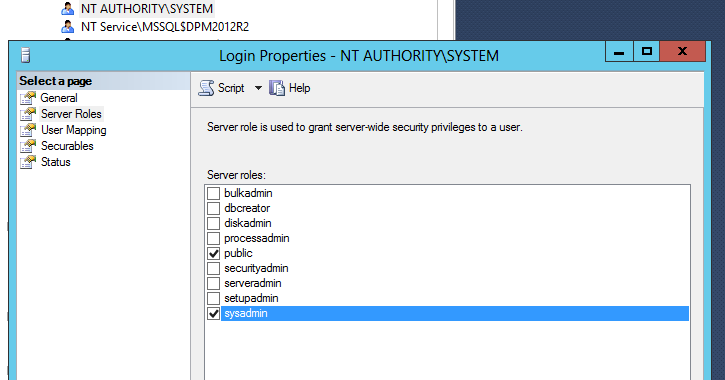 NT AUTHORITY\SYSTEM
NT Service\MSSQL$DPM2012R2
Login Properties - NT AUTHORITY\SYSTEM
Select a page
General
Server Roles
User Mapping
Securables
Status
Script
Help
Server role is used to grant server-wide security privileges to a user.
Server roles:
bulkadmin
dbcreator
diskadmin
processadmin
public
securityadmin
serveradmin
setupadmin
sysadmin